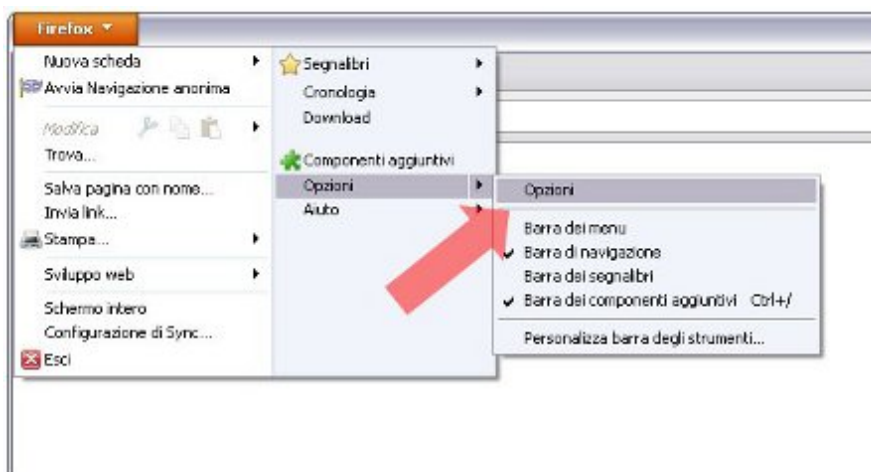 Firefox
Nuova scheda
Avvia Navigazione anonima
Modifica
Trova...
Salva pagina con nome...
Invia link...
Stampa...
Sviluppo web
Schermo intero
Configurazione di Sync...
Esci
Segnalibri
Cronologia
Download
Componenti aggiuntivi
Opzioni
Aiuto
Opzioni
Barra dei menu
Barra di navigazione
Barra dei segnalibri
Barra dei componenti aggiuntivi Ctrl+/
Personalizza barra degli strumenti...